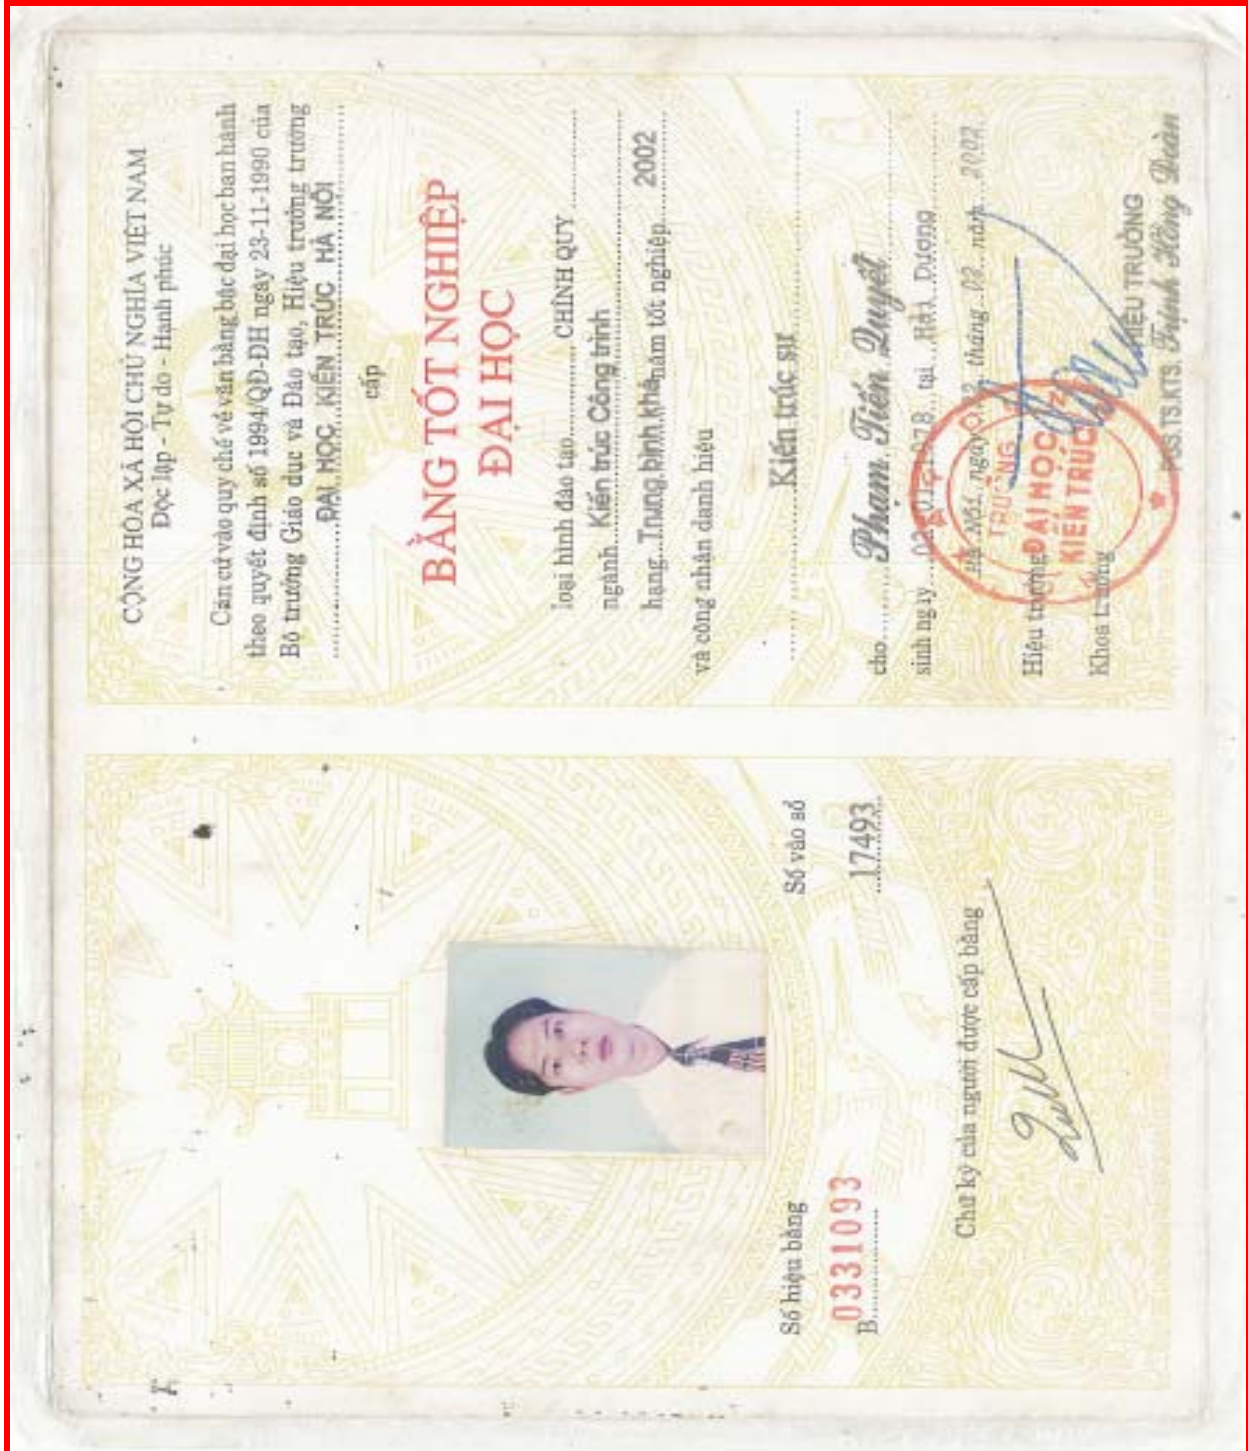 CỘNG HÒA XÃ HỘI CHỦ NGHĨA VIỆT NAM
Độc lập - Tự do - Hạnh phúc
Căn cứ vào quy chế về văn bằng bậc đại học ban hành
theo quyết định số 1994/QĐ-ĐH ngày 23-11-1990 của
Bộ trưởng Giáo dục và Đào tạo, Hiệu trưởng trường
ĐẠI HỌC KIẾN TRÚC HÀ NỘI
cấp
BẰNG TỐT NGHIỆP
ĐẠI HỌC
loại hình đào tạo CHÍNH QUY
ngành Kiến trúc Công trình
hạng Trung bình khá năm tốt nghiệp 2002
và công nhận danh hiệu
Kiến trúc sư
cho Phạm Tiến Quyết
sinh ngày 1978 tại Hải Dương
Hà Nội, ngày tháng năm 2002
Hiệu trưởng
Khoa trưởng
TRƯỜNG
ĐẠI HỌC
KIẾN TRÚC
HIỆU TRƯỞNG
PGS.TS.KTS. Trịnh Hồng Đoàn
Số hiệu bằng
B 0331093
Số vào sổ
17493
Chữ ký của người được cấp bằng